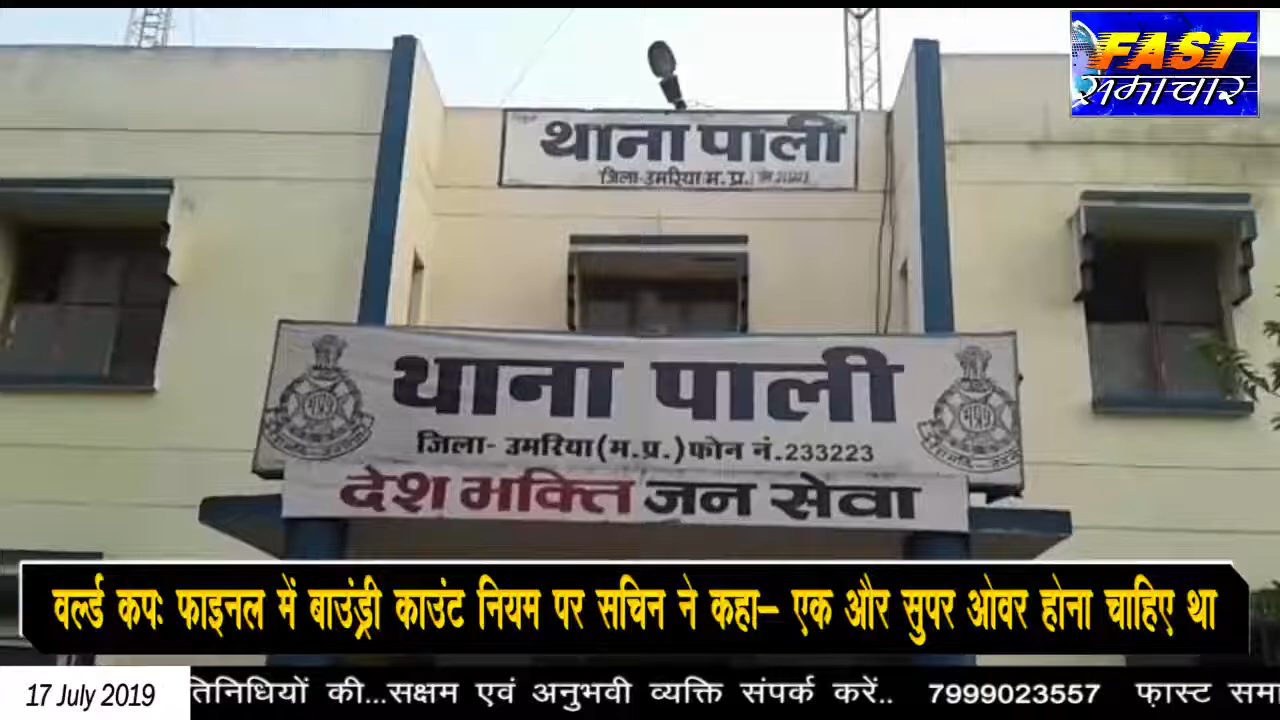 FAST
समाचार
थाना पाली
जिला-उमरिया म. प्र.
थाना पाली
जिला- उमरिया (म.प्र.) फोन नं.233223
देश भक्ति जन सेवा
वर्ल्ड कपः फाइनल में बाउंड्री काउंट नियम पर सचिन ने कहा– एक और सुपर ओवर होना चाहिए था
17 July 2019 तिनिधियों की...सक्षम एवं अनुभवी व्यक्ति संपर्क करें.. 7999023557 फ़ास्ट सम